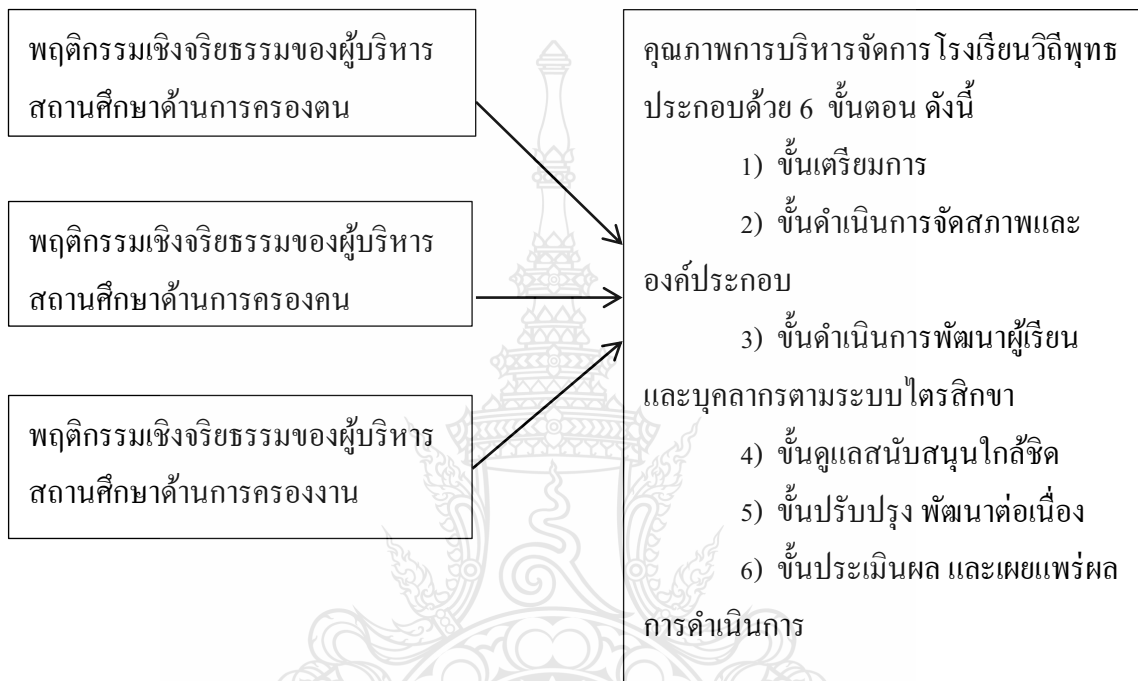 พฤติกรรมเชิงจริยธรรมของผู้บริหาร
สถานศึกษาด้านการครองตน
พฤติกรรมเชิงจริยธรรมของผู้บริหาร
สถานศึกษาด้านการครองคน
พฤติกรรมเชิงจริยธรรมของผู้บริหาร
สถานศึกษาด้านการครองงาน
คุณภาพการบริหารจัดการโรงเรียนวิถีพุทธ
ประกอบด้วย 6 ขั้นตอน ดังนี้
1) ขั้นเตรียมการ
2) ขั้นดำเนินการจัดสภาพและ
องค์ประกอบ
3) ขั้นดำเนินการพัฒนาผู้เรียน
และบุคลากรตามระบบไตรสิกขา
4) ขั้นดูแลสนับสนุนใกล้ชิด
5) ขั้นปรับปรุง พัฒนาต่อเนื่อง
6) ขั้นประเมินผล และเผยแพร่ผล
การดำเนินการ